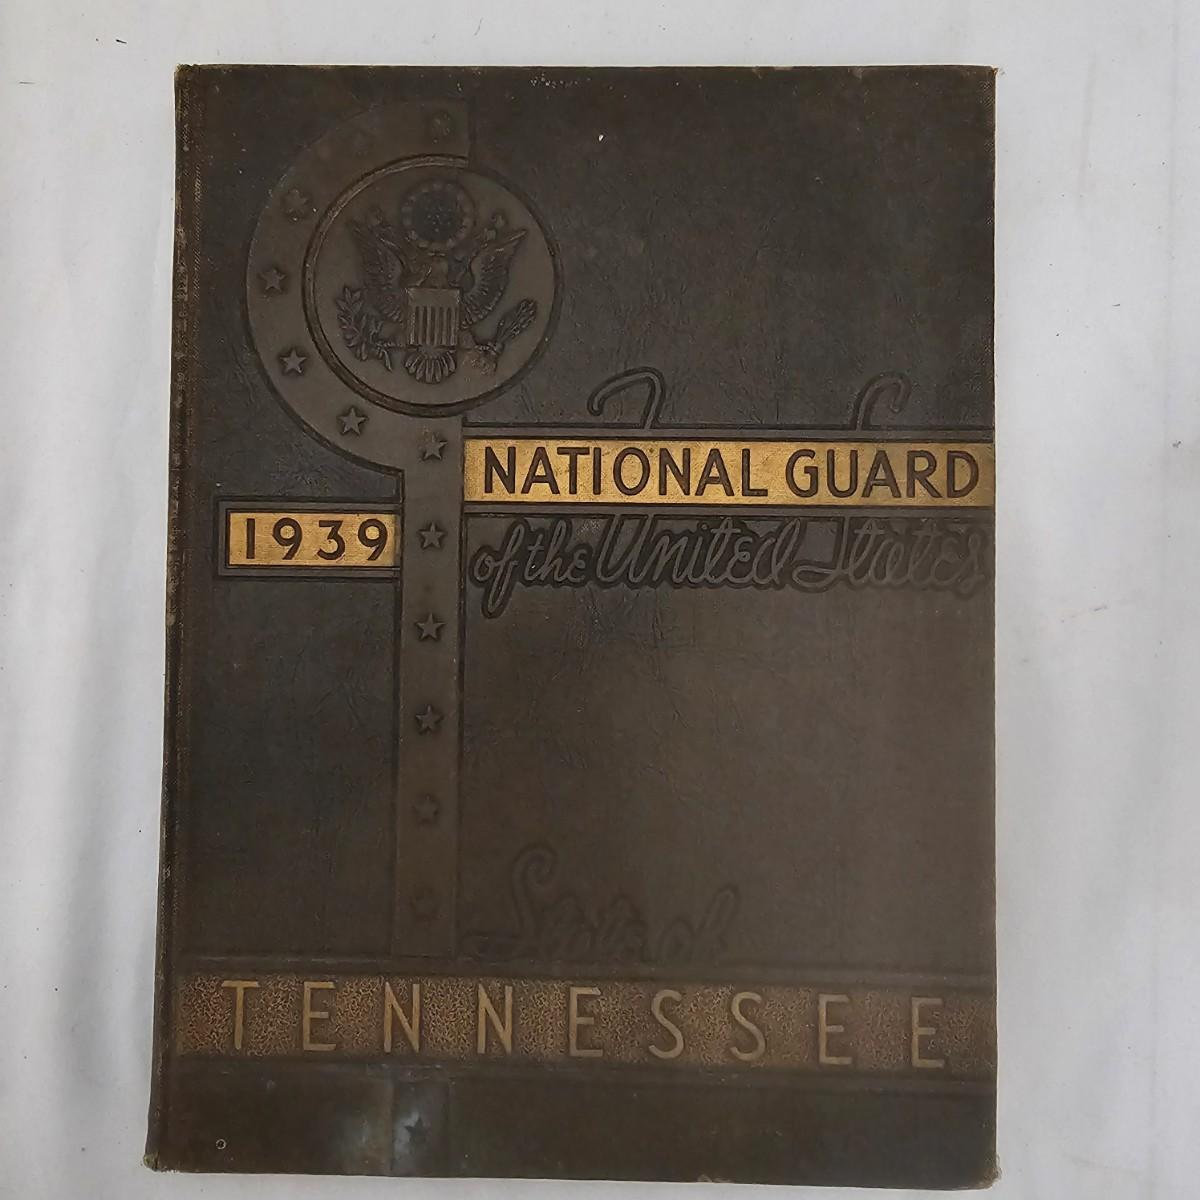 NATIONAL GUARD
1939
of the United States
State of
TENNESSEE